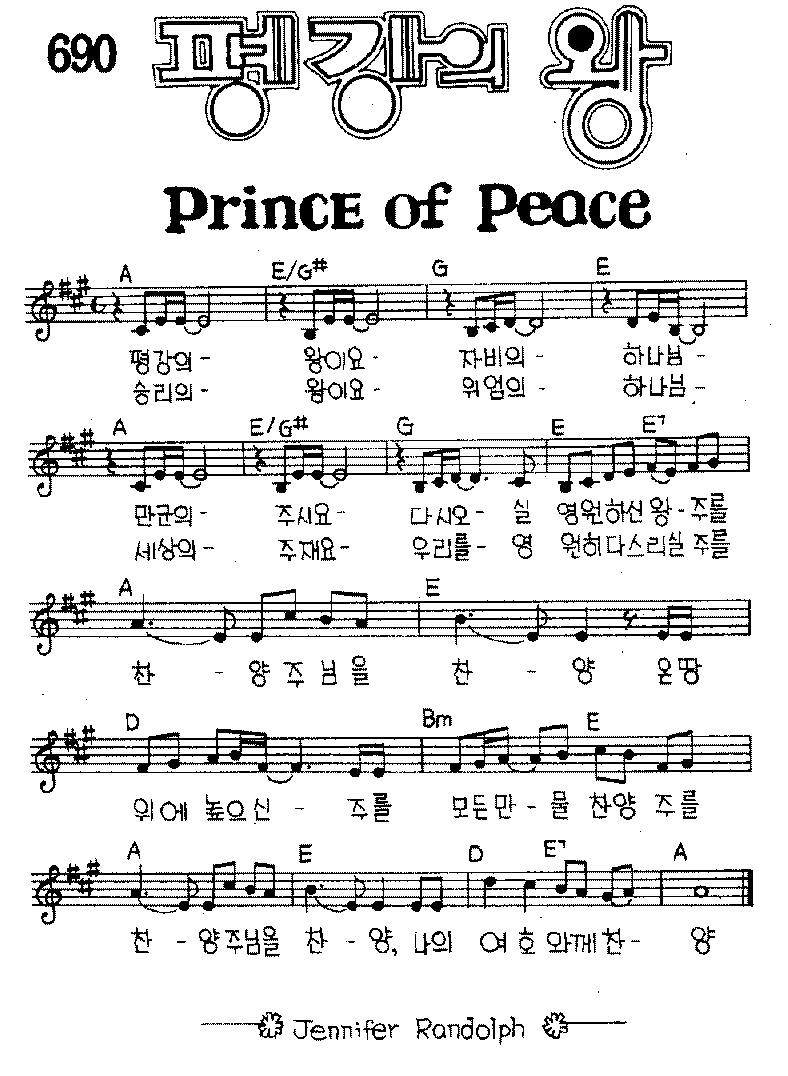 690 평강의 왕
Prince of Peace
A E/G# G E
평강의- 왕이요- 자비의- 하나님-
승리의- 왕이요- 위엄의- 하나님-
A E/G# G E E7
만군의- 주시요- 다시오- 실 영원하신왕-주를
세상의- 주재요- 우리를- 영 원히다스리실주를
A E
찬 - 양주님을 찬 - 양 온땅
D Bm E
위에높으신 - 주를 모든만-물 찬양 주를
A E D E7 A
찬 -양주님을 찬 -양, 나의 여호와께찬- 양
Jennifer Randolph